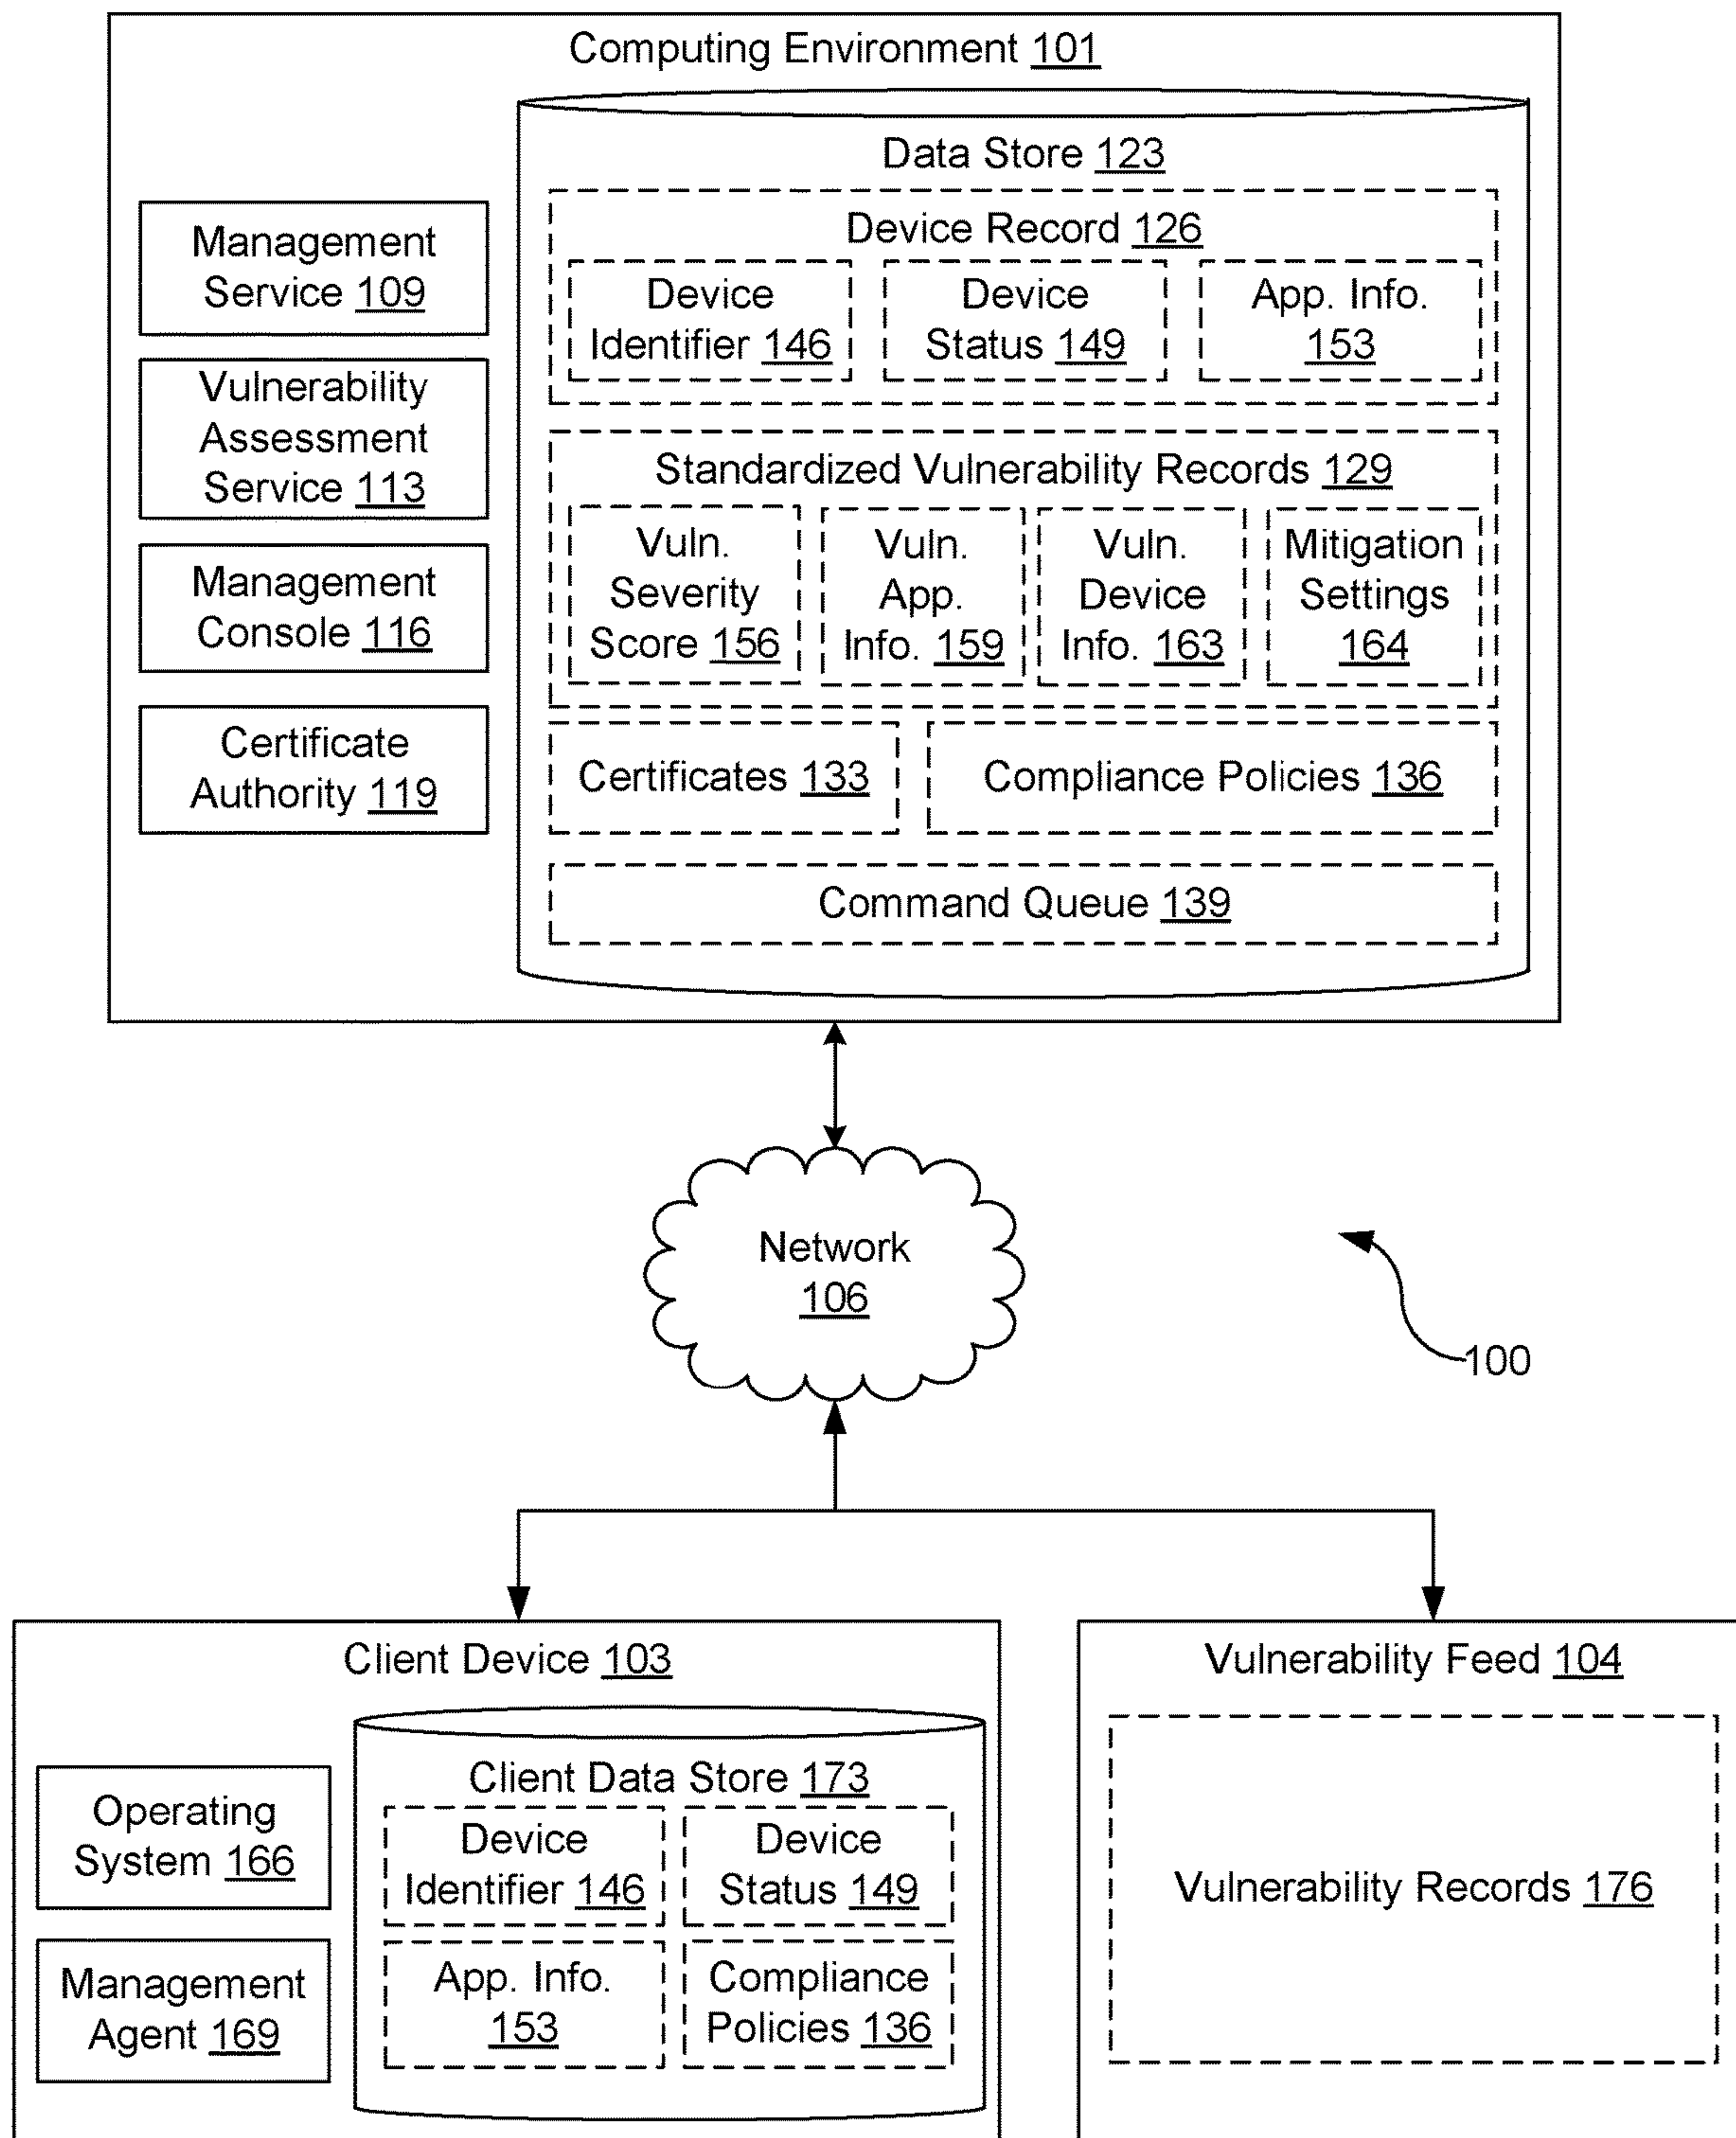 Computing Environment 101
Data Store 123
Management
Service 109
Vulnerability
Assessment
Service 113
Management
Console 116
Certificate
Authority 119
Device Record 126
Device
Identifier 146
Device
Status 149
App. Info.
153
Standardized Vulnerability Records 129
Vuln.
Severity
Score 156
Vuln.
App.
Info. 159
Vuln.
Device
Info. 163
Mitigation
Settings
164
Certificates 133
Compliance Policies 136
Command Queue 139
Network
106
100
Client Device 103
Operating
System 166
Management
Agent 169
Client Data Store 173
Device
Identifier 146
Device
Status 149
App. Info.
153
Compliance
Policies 136
Vulnerability Feed 104
Vulnerability Records 176